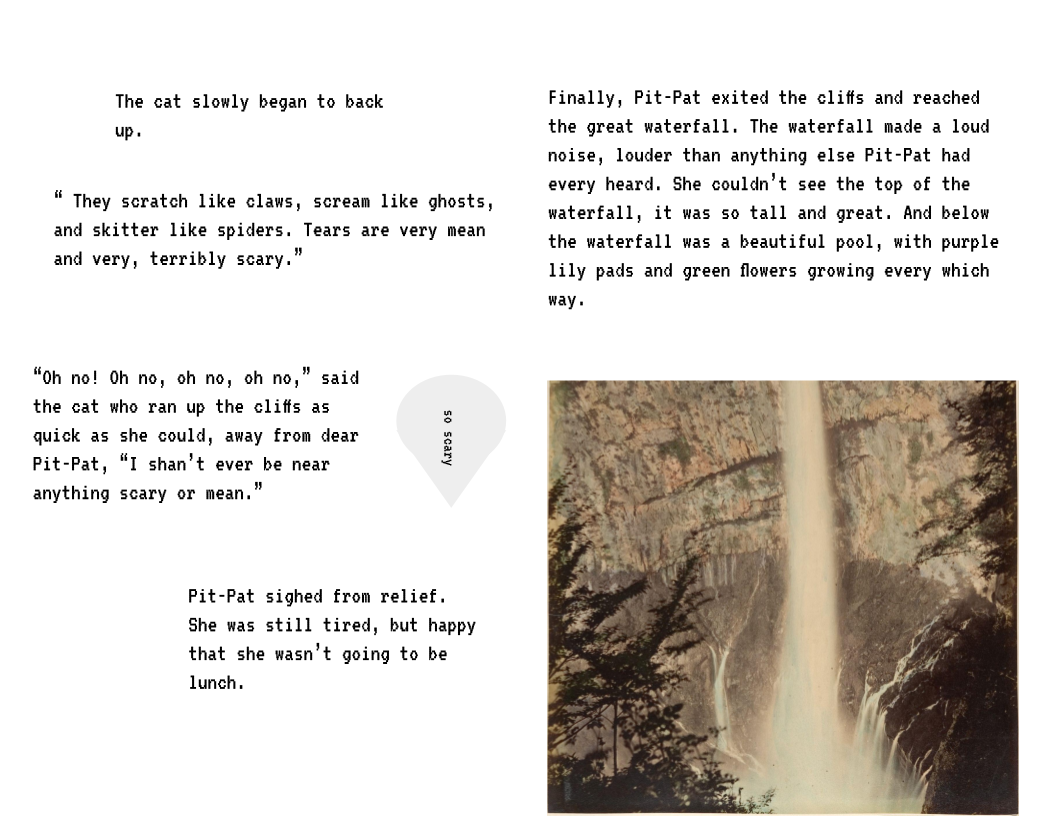 The cat slowly began to back
up.
“ They scratch like claws, scream like ghosts,
and skitter like spiders. Tears are very mean
and very, terribly scary.”
“Oh no! Oh no, oh no, oh no,” said
the cat who ran up the cliffs as
quick as she could, away from dear
Pit-Pat, “I shan’t ever be near
anything scary or mean.”
so scary
Pit-Pat sighed from relief.
She was still tired, but happy
that she wasn’t going to be
lunch.
Finally, Pit-Pat exited the cliffs and reached
the great waterfall. The waterfall made a loud
noise, louder than anything else Pit-Pat had
every heard. She couldn’t see the top of the
waterfall, it was so tall and great. And below
the waterfall was a beautiful pool, with purple
lily pads and green flowers growing every which
way.